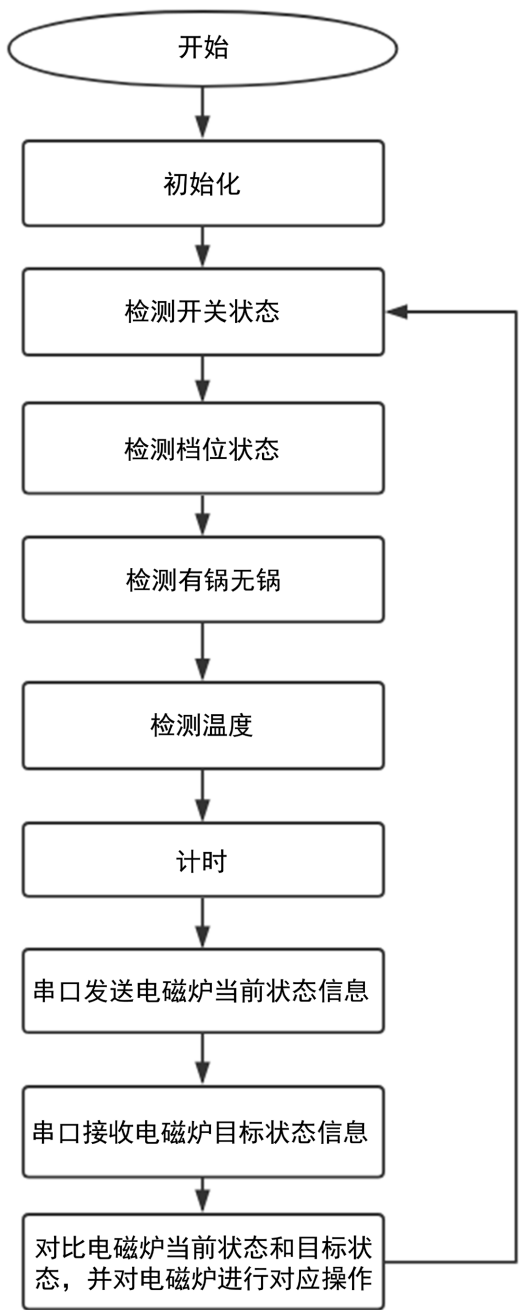 开始
初始化
检测开关状态
检测档位状态
检测有锅无锅
检测温度
计时
串口发送电磁炉当前状态信息
串口接收电磁炉目标状态信息
对比电磁炉当前状态和目标状
态，并对电磁炉进行对应操作